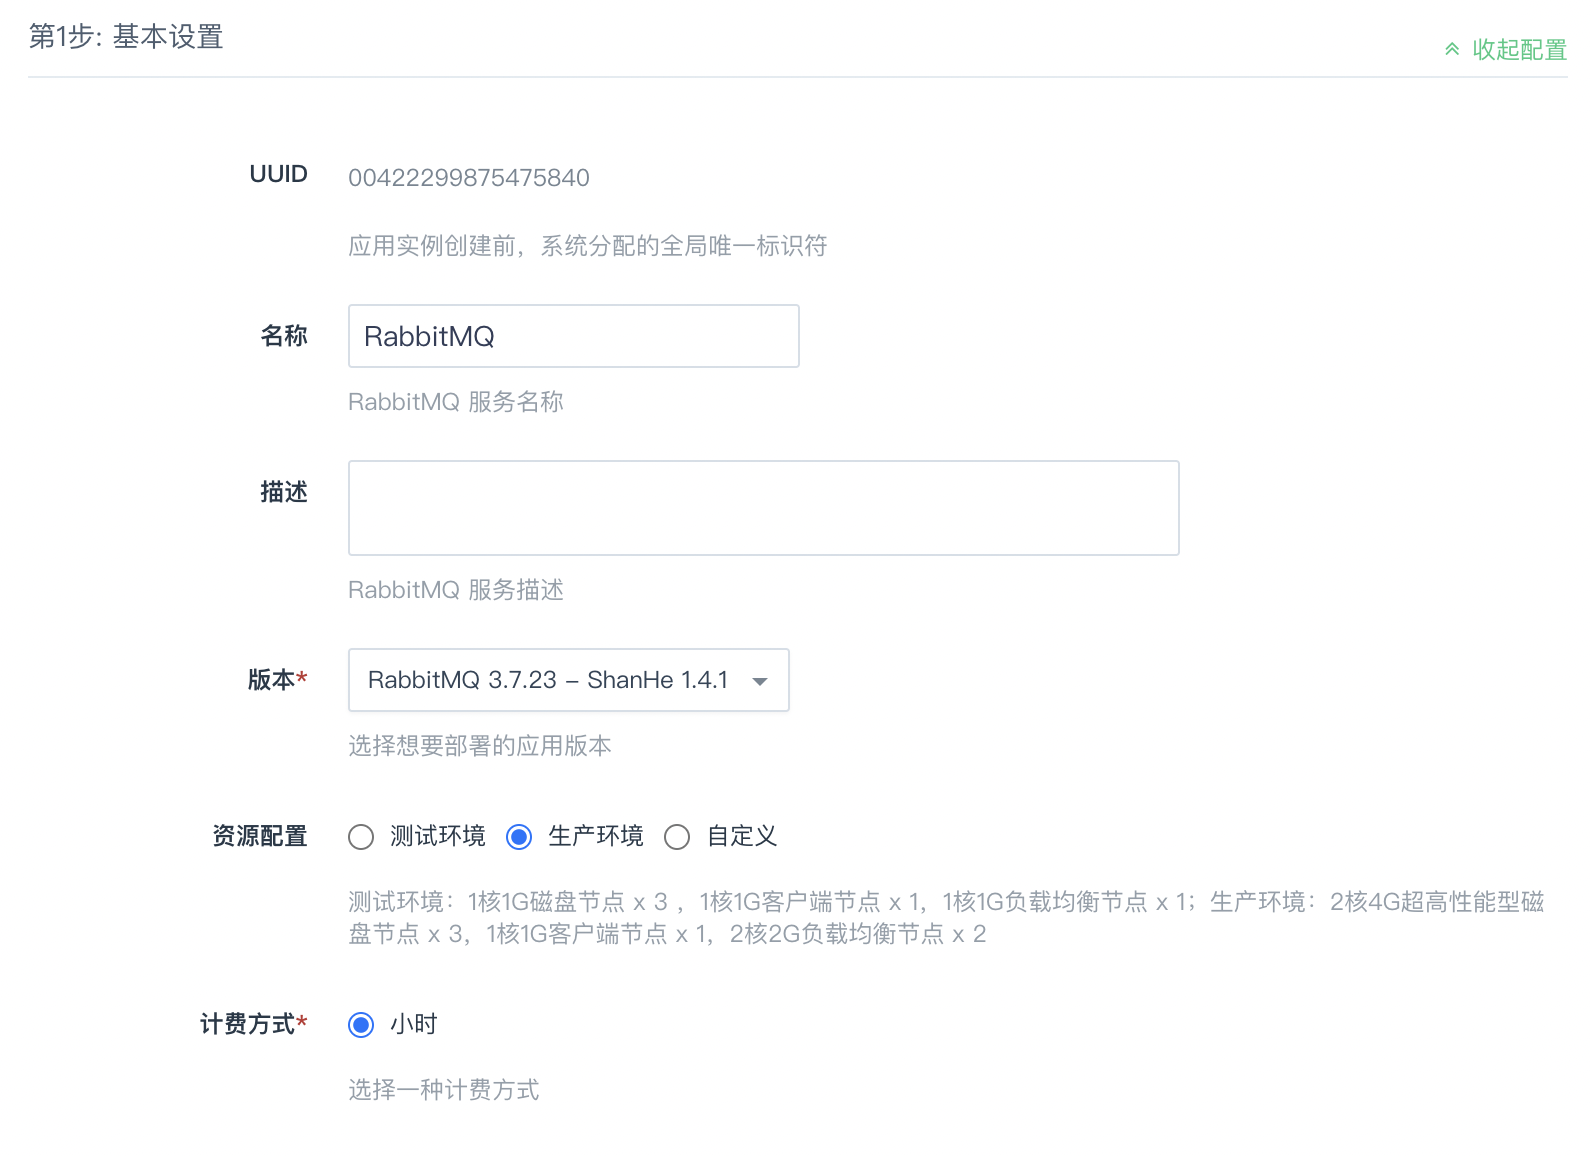 第1步: 基本设置
收起配置
UUID
00422299875475840
应用实例创建前，系统分配的全局唯一标识符
名称
RabbitMQ
RabbitMQ 服务名称
描述
RabbitMQ 服务描述
版本*
RabbitMQ 3.7.23 – ShanHe 1.4.1
选择想要部署的应用版本
资源配置
测试环境 生产环境 自定义
测试环境：1核1G磁盘节点 x 3 ，1核1G客户端节点 x 1，1核1G负载均衡节点 x 1；生产环境：2核4G超高性能型磁
盘节点 x 3，1核1G客户端节点 x 1，2核2G负载均衡节点 x 2
计费方式*
小时
选择一种计费方式